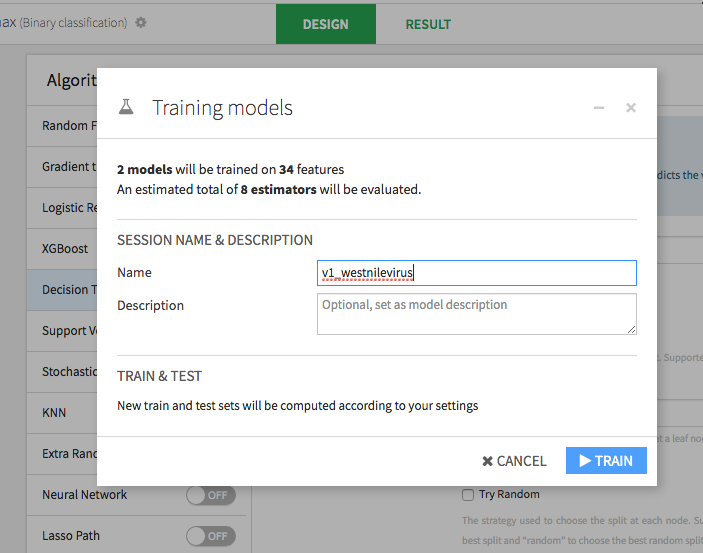 (Binary classification)
DESIGN
RESULT
Training models
2 models will be trained on 34 features
An estimated total of 8 estimators will be evaluated.
SESSION NAME & DESCRIPTION
Name
v1_westnilevirus
Description
Optional, set as model description
TRAIN & TEST
New train and test sets will be computed according to your settings
CANCEL
TRAIN
Random F
Gradient t
Logistic Re
XGBoost
Decision T
Support Ve
Stochastic
KNN
Extra Rand
Neural Network
OFF
Lasso Path
OFF
dicts the v
t. Supporte
at a leaf nod
Try Random
The strategy used to choose the split at each node. Su
best split and "random" to choose the best random split